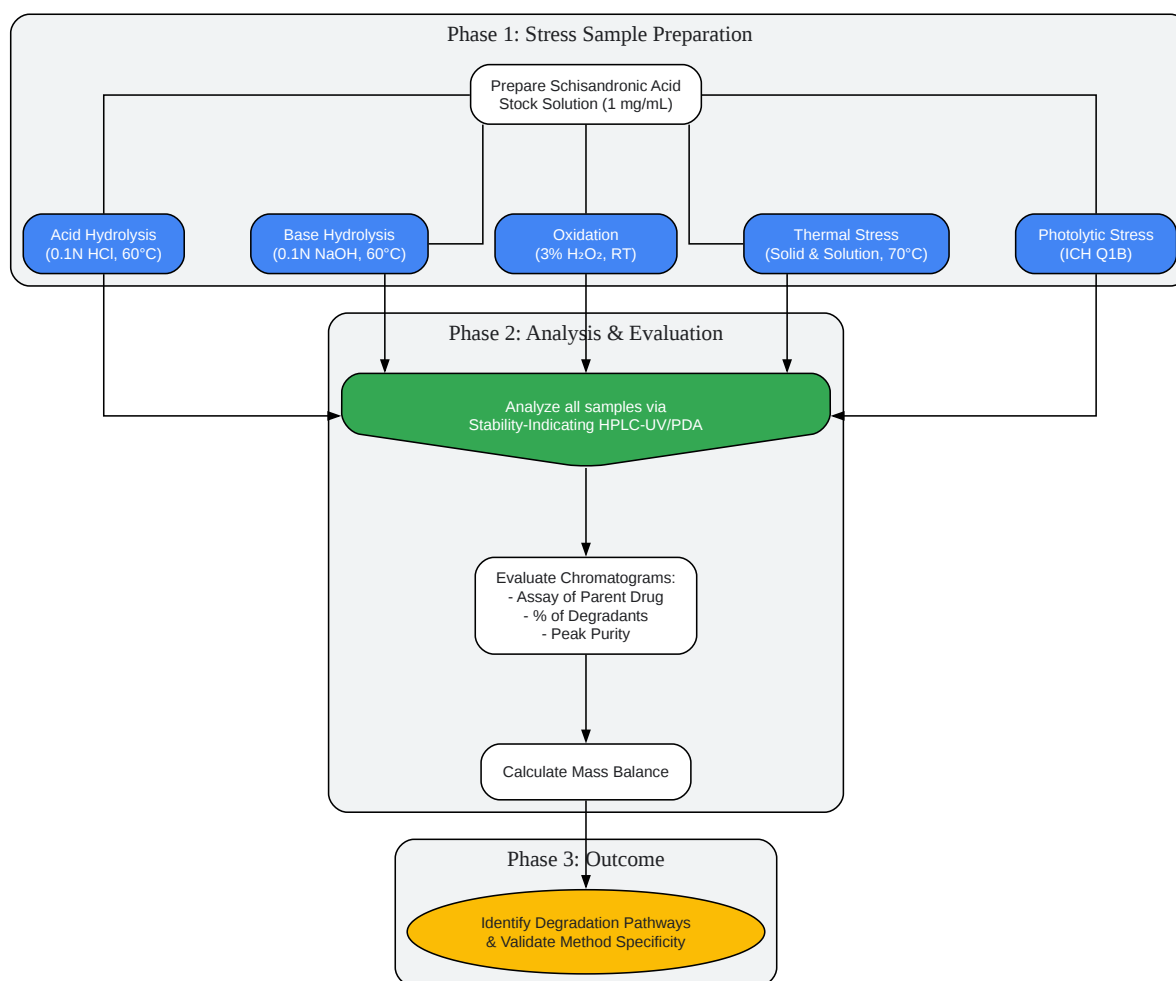 Phase 1: Stress Sample Preparation
Prepare Schisandronic Acid
Stock Solution (1 mg/mL)
Acid Hydrolysis
(0.1N HCl, 60°C)
Base Hydrolysis
(0.1N NaOH, 60°C)
Oxidation
(3% H₂O₂, RT)
Thermal Stress
(Solid & Solution, 70°C)
Photolytic Stress
(ICH Q1B)
Phase 2: Analysis & Evaluation
Analyze all samples via
Stability-Indicating HPLC-UV/PDA
Evaluate Chromatograms:
- Assay of Parent Drug
- % of Degradants
- Peak Purity
Calculate Mass Balance
Phase 3: Outcome
Identify Degradation Pathways
& Validate Method Specificity